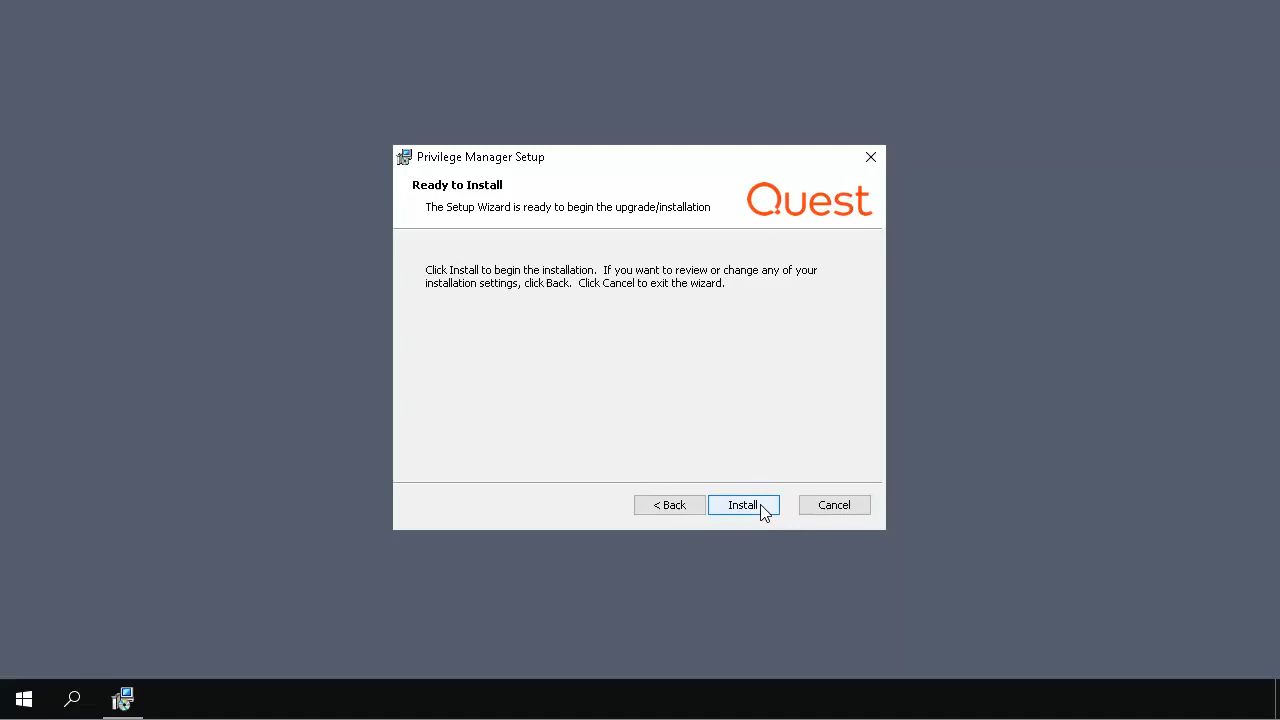 Privilege Manager Setup
Ready to Install
The Setup Wizard is ready to begin the upgrade/installation
Quest
Click Install to begin the installation.  If you want to review or change any of your
installation settings, click Back.  Click Cancel to exit the wizard.
< Back
Install
Cancel